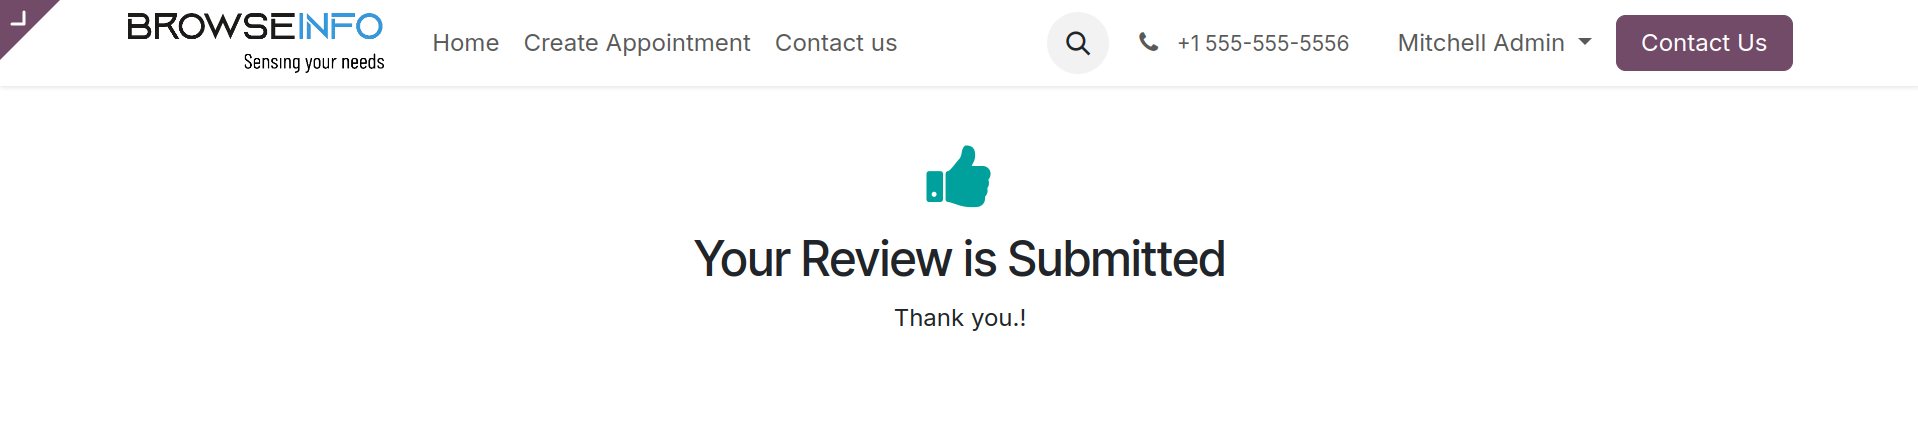 BROWSEINFO
Sensing your needs
Home Create Appointment Contact us
+1 555-555-5556
Mitchell Admin
Contact Us
Your Review is Submitted
Thank you.!